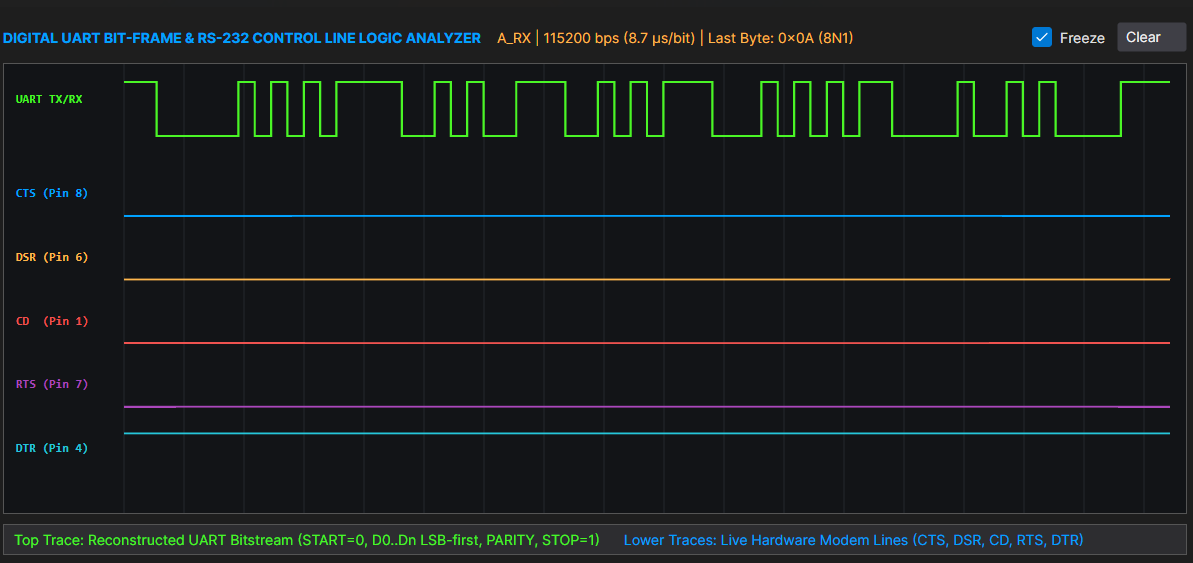 DIGITAL UART BIT-FRAME & RS-232 CONTROL LINE LOGIC ANALYZER A_RX | 115200 bps (8.7 µs/bit) | Last Byte: 0×0A (8N1) Freeze Clear
UART TX/RX
CTS (Pin 8)
DSR (Pin 6)
CD (Pin 1)
RTS (Pin 7)
DTR (Pin 4)
Top Trace: Reconstructed UART Bitstream (START=0, D0..Dn LSB-first, PARITY, STOP=1) Lower Traces: Live Hardware Modem Lines (CTS, DSR, CD, RTS, DTR)